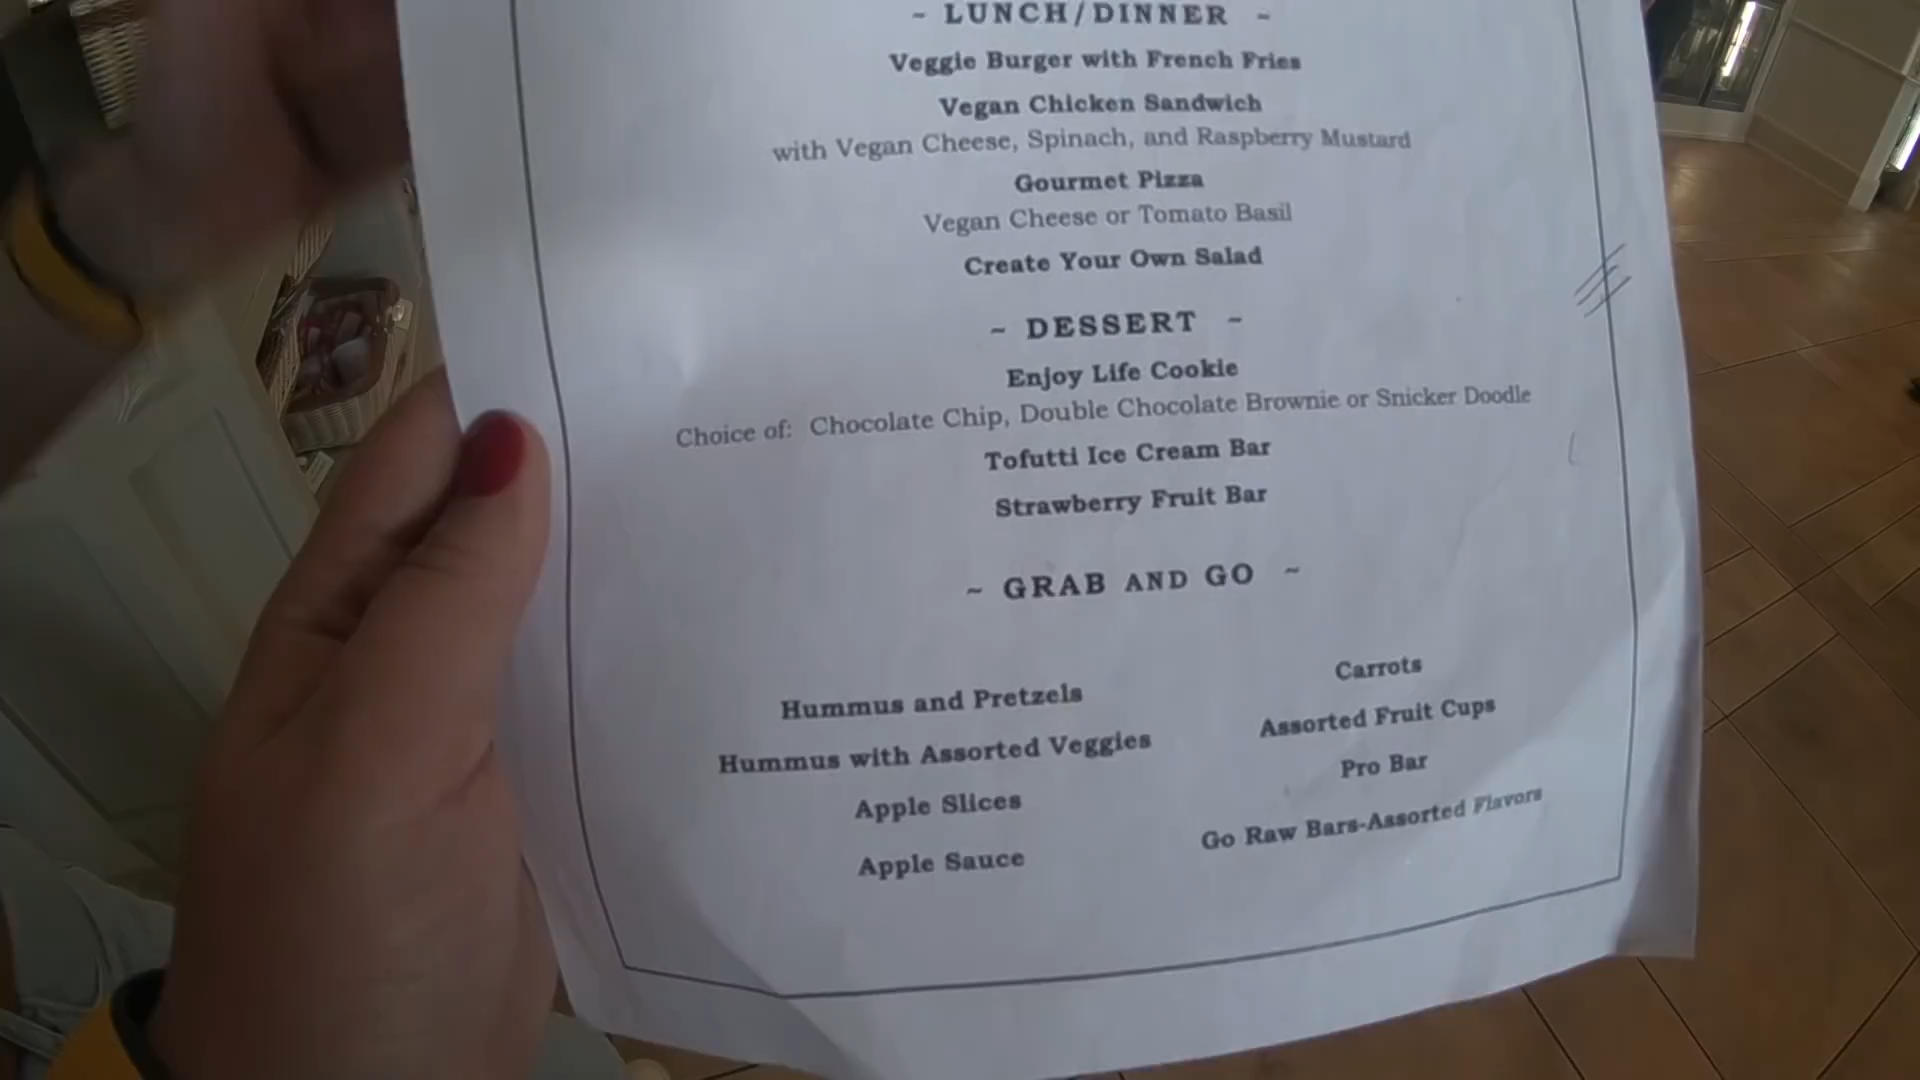 ~ LUNCH/DINNER ~
Veggie Burger with French Fries
Vegan Chicken Sandwich
with Vegan Cheese, Spinach, and Raspberry Mustard
Gourmet Pizza
Vegan Cheese or Tomato Basil
Create Your Own Salad
~ DESSERT ~
Enjoy Life Cookie
Choice of: Chocolate Chip, Double Chocolate Brownie or Snicker Doodle
Tofutti Ice Cream Bar
Strawberry Fruit Bar
~ GRAB AND GO ~
Hummus and Pretzels
Hummus with Assorted Veggies
Apple Slices
Apple Sauce
Carrots
Assorted Fruit Cups
Pro Bar
Go Raw Bars-Assorted Flavors